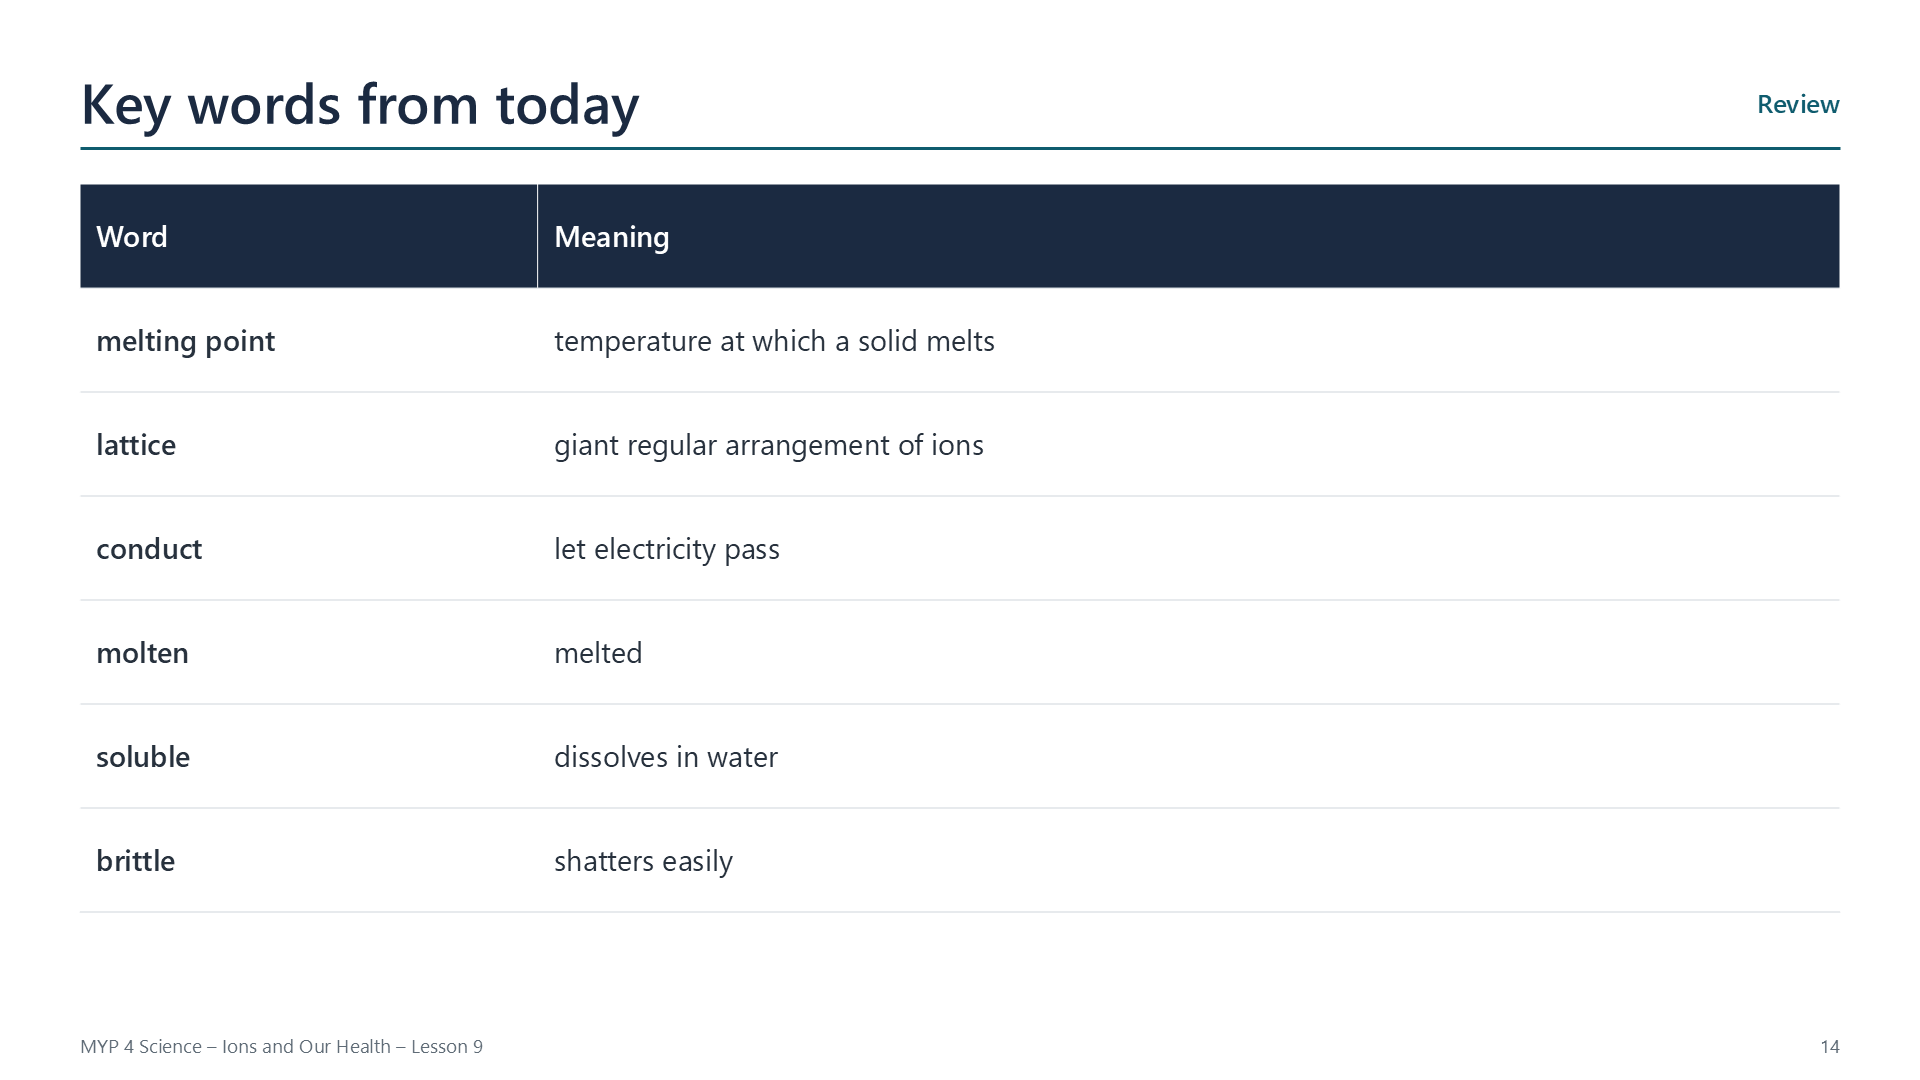 Key words from today
Review
Word Meaning
melting point temperature at which a solid melts
lattice giant regular arrangement of ions
conduct let electricity pass
molten melted
soluble dissolves in water
brittle shatters easily
MYP 4 Science – Ions and Our Health – Lesson 9
14